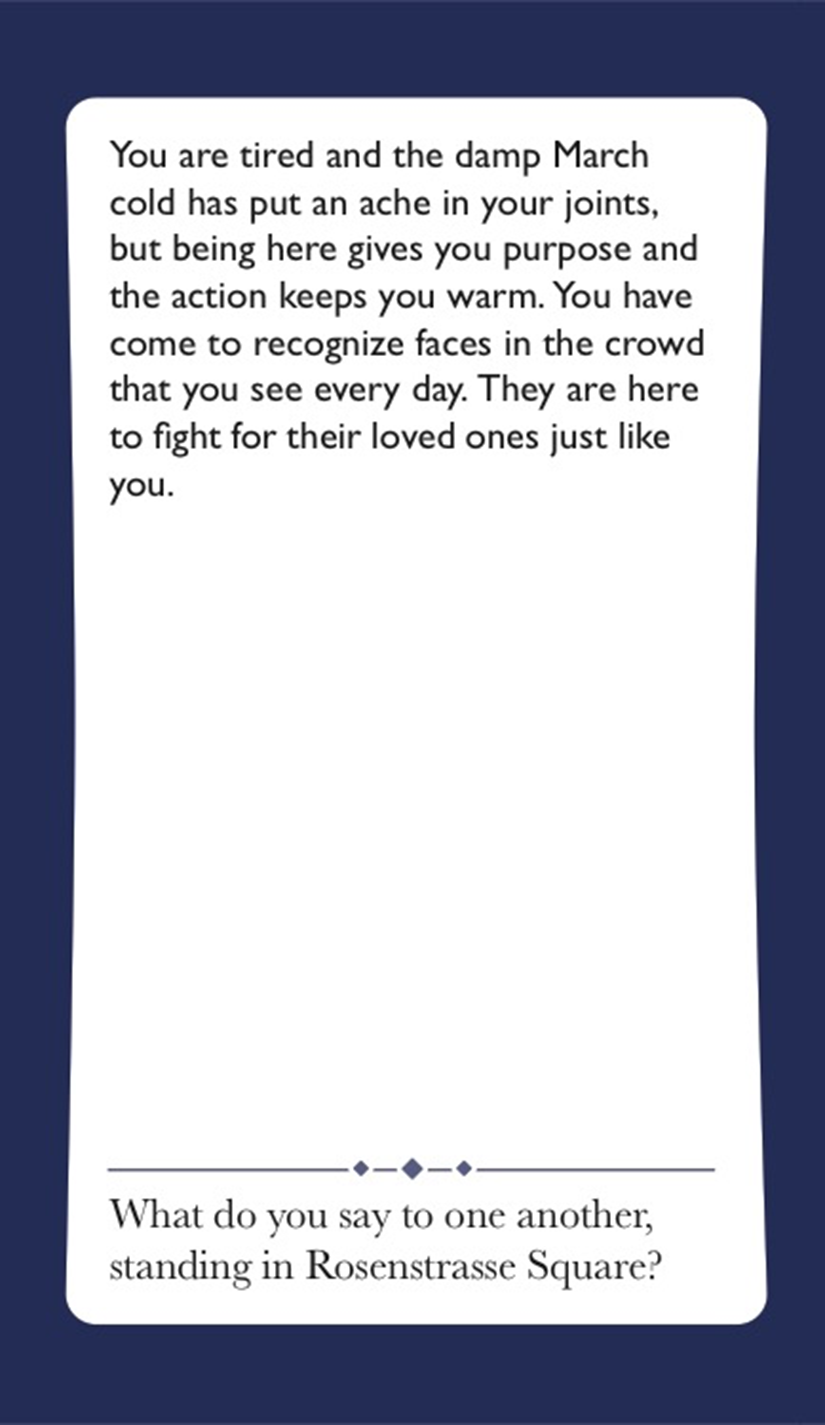 You are tired and the damp March
cold has put an ache in your joints,
but being here gives you purpose and
the action keeps you warm. You have
come to recognize faces in the crowd
that you see every day. They are here
to fight for their loved ones just like
you.
What do you say to one another,
standing in Rosenstrasse Square?